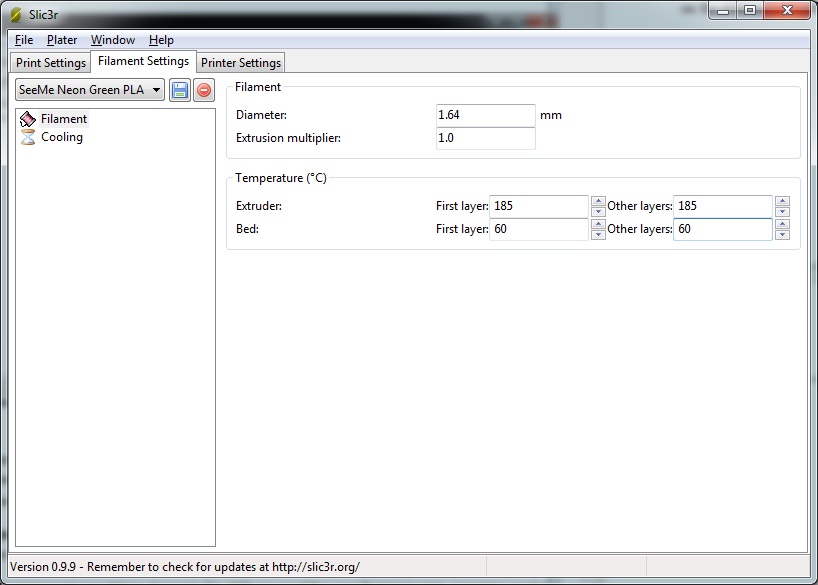 Slic3r
File Plater Window Help
Print Settings Filament Settings Printer Settings
SeeMe Neon Green PLA
Filament
Cooling
Filament
Diameter: 1.64 mm
Extrusion multiplier: 1.0
Temperature (°C)
Extruder: First layer: 185 Other layers: 185
Bed: First layer: 60 Other layers: 60
Version 0.9.9 - Remember to check for updates at http://slic3r.org/